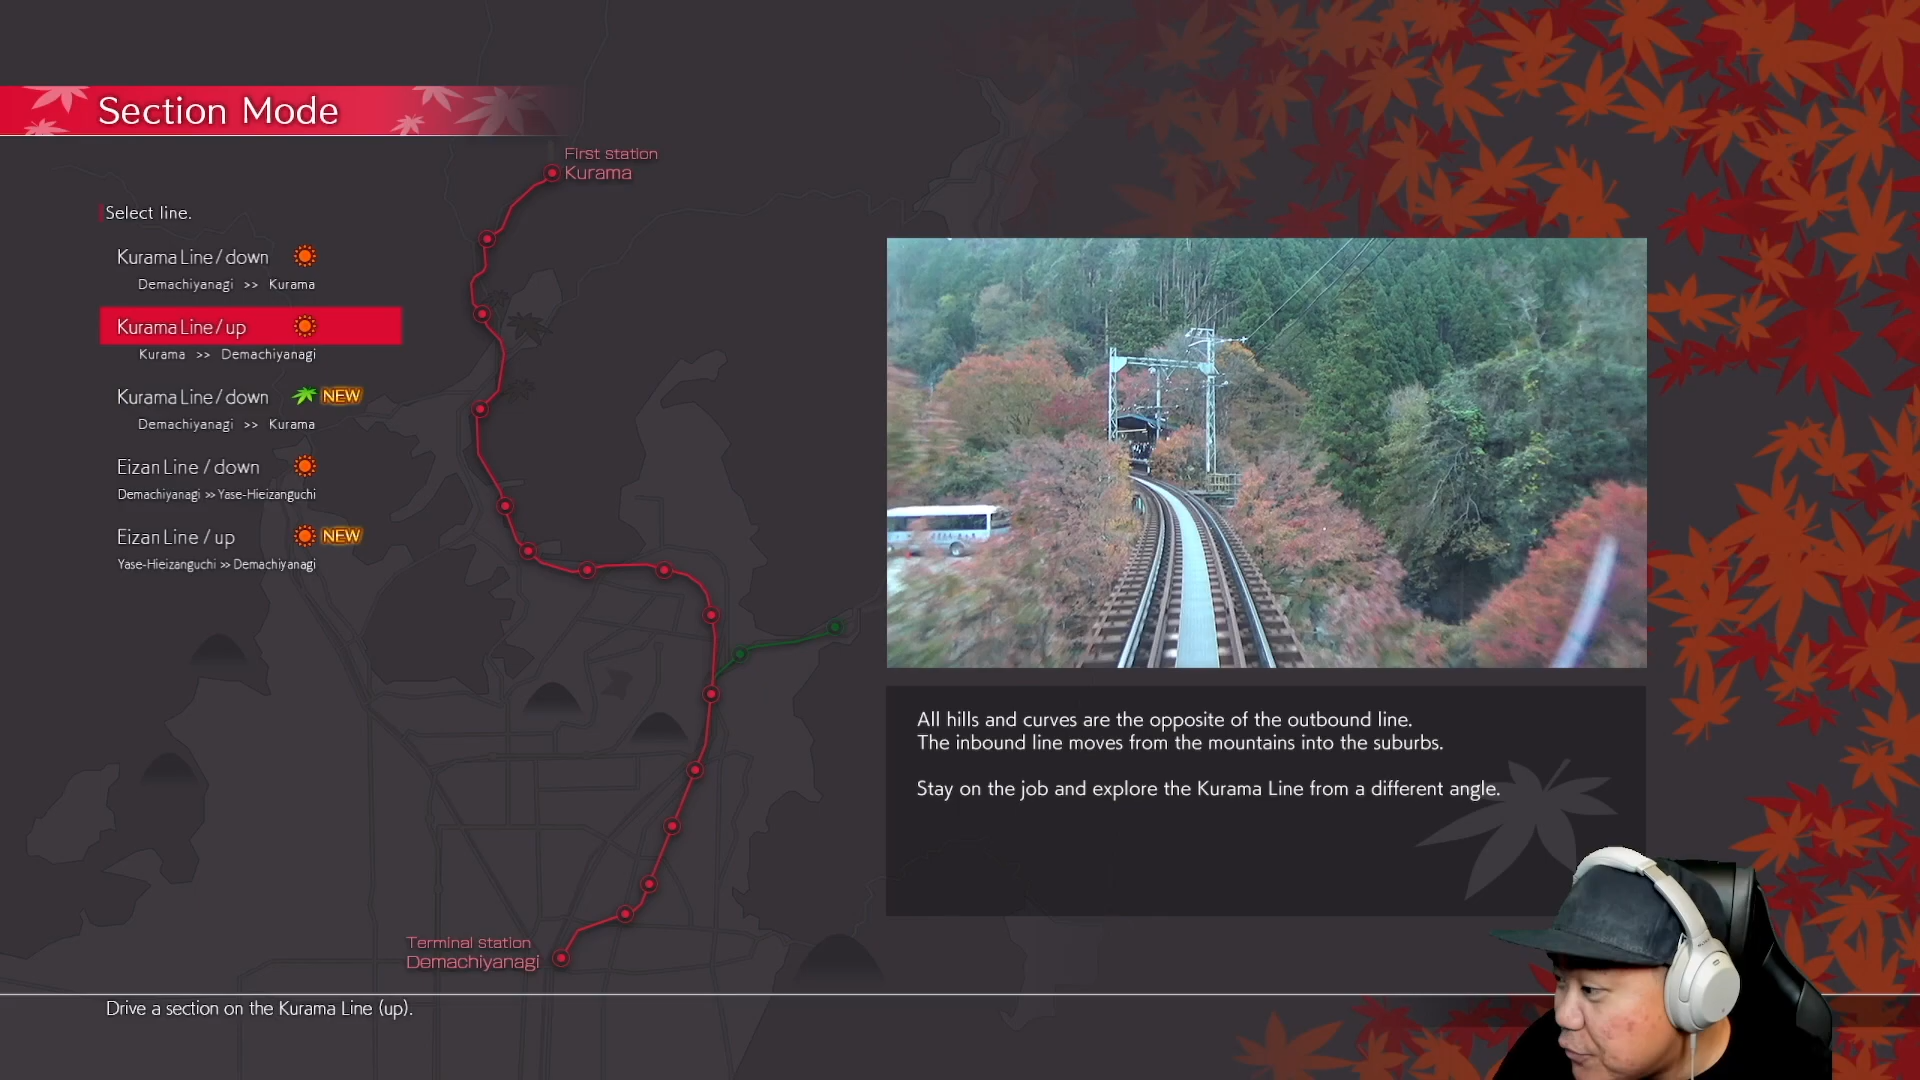 Section Mode
First station
Kurama
Select line.
Kurama Line / down
Demachiyanagi >> Kurama
Kurama Line / up
Kurama >> Demachiyanagi
Kurama Line / down NEW
Demachiyanagi >> Kurama
Eizan Line / down
Demachiyanagi >> Yase-Hieizanguchi
Eizan Line / up NEW
Yase-Hieizanguchi >> Demachiyanagi
All hills and curves are the opposite of the outbound line.
The inbound line moves from the mountains into the suburbs.
Stay on the job and explore the Kurama Line from a different angle.
Terminal station
Demachiyanagi
Drive a section on the Kurama Line (up).